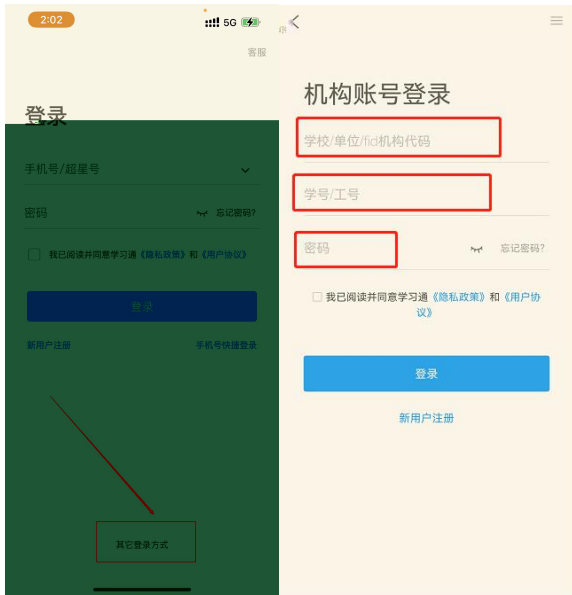 2:02
5G
客服
登录
手机号/超星号
密码
忘记密码?
我已阅读并同意学习通《隐私政策》和《用户协议》
登录
新用户注册
手机号快捷登录
其它登录方式
机构账号登录
学校/单位/fid机构代码
学号/工号
密码
忘记密码?
我已阅读并同意学习通《隐私政策》和《用户协
议》
登录
新用户注册